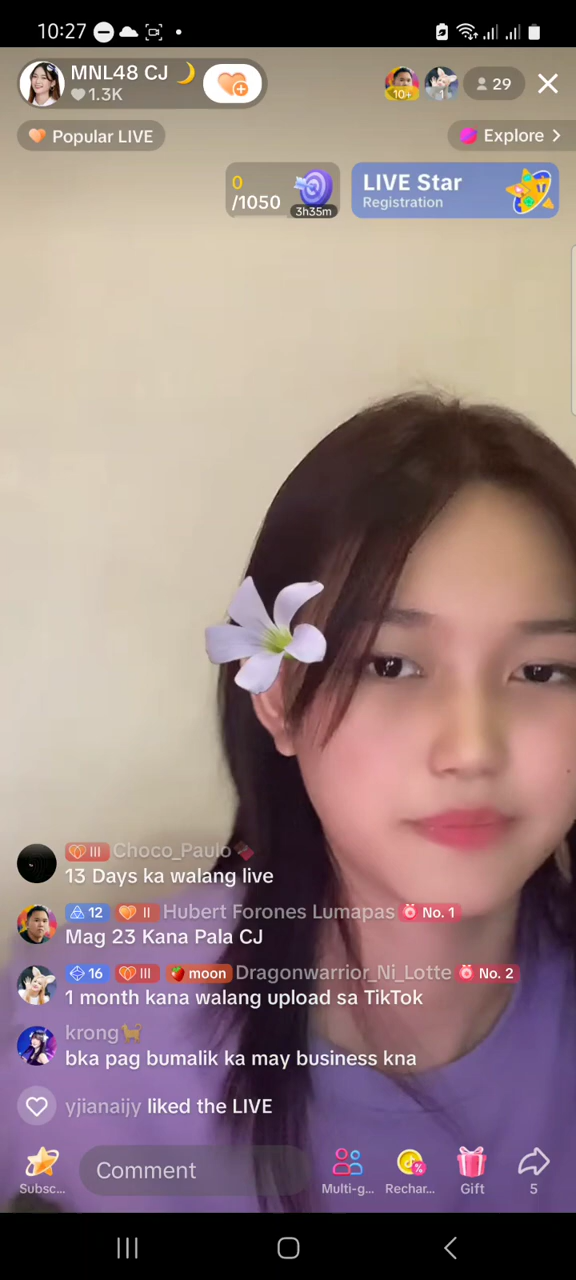 10:27
MNL48 CJ 🌙
1.3K
10+
1
29
Popular LIVE
Explore >
0
/1050
3h35m
LIVE Star
Registration
III Choco_Paulo🍫
13 Days ka walang live
12 II Hubert Forones Lumapas No. 1
Mag 23 Kana Pala CJ
16 III 🍓 moon Dragonwarrior_Ni_Lotte No. 2
1 month kana walang upload sa TikTok
krong🐈
bka pag bumalik ka may business kna
yjianaijy liked the LIVE
Subsc...
Comment
Multi-g...
Rechar...
Gift
5